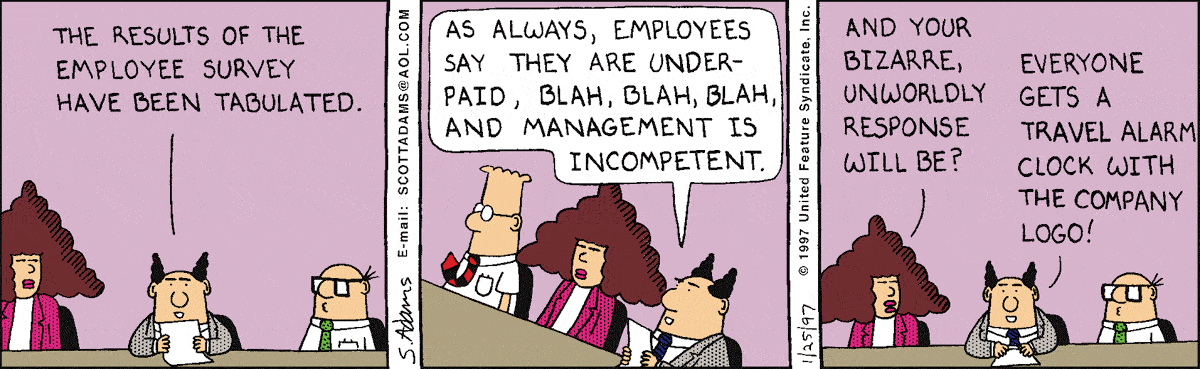 THE RESULTS OF THE
EMPLOYEE SURVEY
HAVE BEEN TABULATED.
S. Adams
E-mail: SCOTTADAMS@AOL.COM
AS ALWAYS, EMPLOYEES
SAY THEY ARE UNDER-
PAID, BLAH, BLAH, BLAH,
AND MANAGEMENT IS
INCOMPETENT.
1/25/97
© 1997 United Feature Syndicate, Inc.
AND YOUR
BIZARRE,
UNWORLDLY
RESPONSE
WILL BE?
EVERYONE
GETS A
TRAVEL ALARM
CLOCK WITH
THE COMPANY
LOGO!